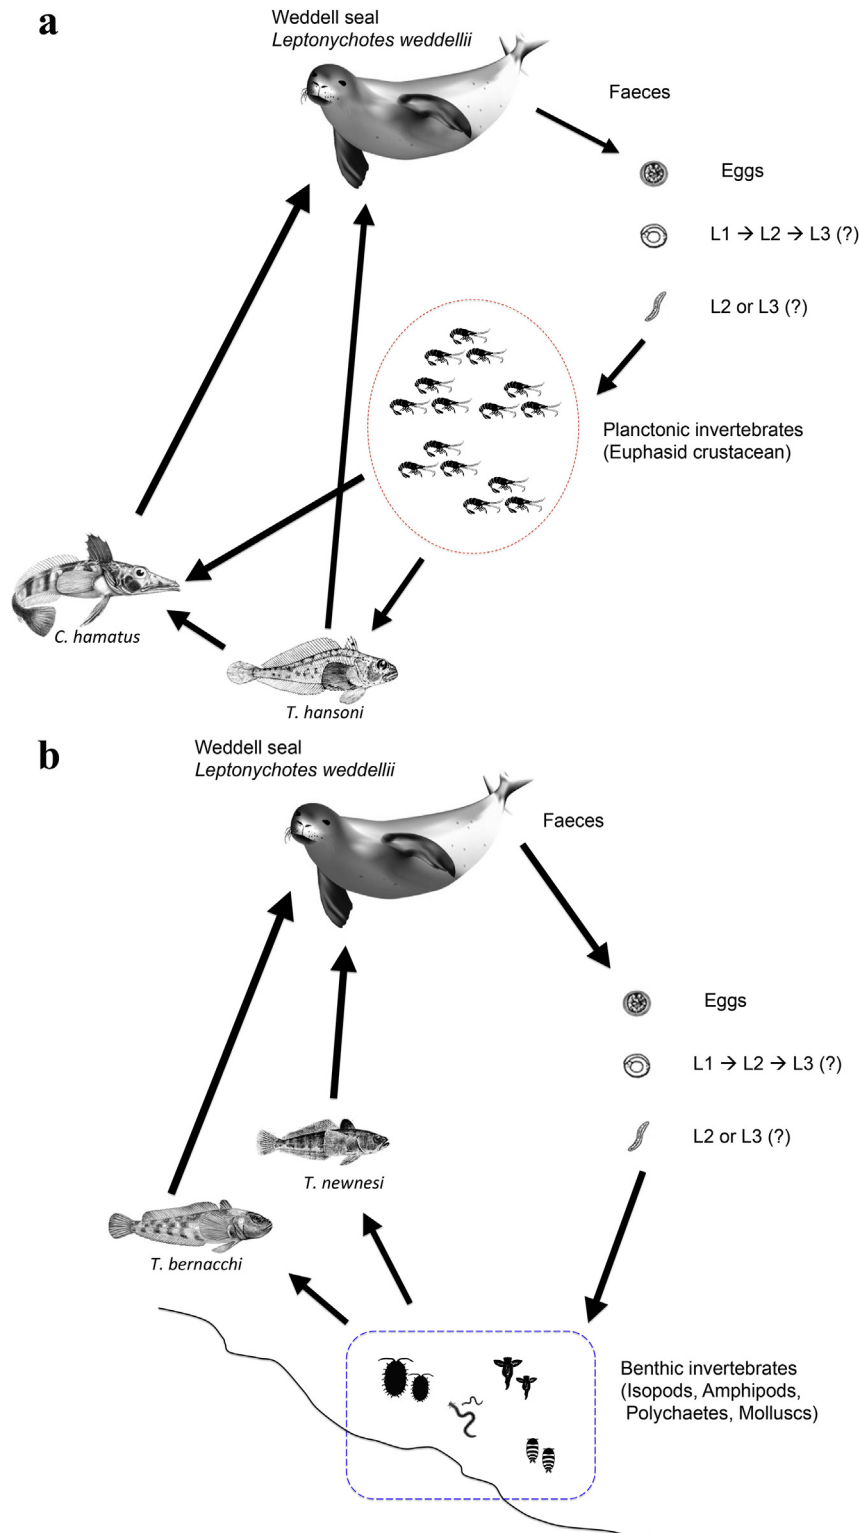 a
Weddell seal
Leptonychotes weddellii
Faeces
Eggs
L1 → L2 → L3 (?)
L2 or L3 (?)
Planctonic invertebrates
(Euphasid crustacean)
C. hamatus
T. hansoni
b
Weddell seal
Leptonychotes weddellii
Faeces
Eggs
L1 → L2 → L3 (?)
L2 or L3 (?)
T. newnesi
T. bernacchi
Benthic invertebrates
(Isopods, Amphipods,
Polychaetes, Molluscs)